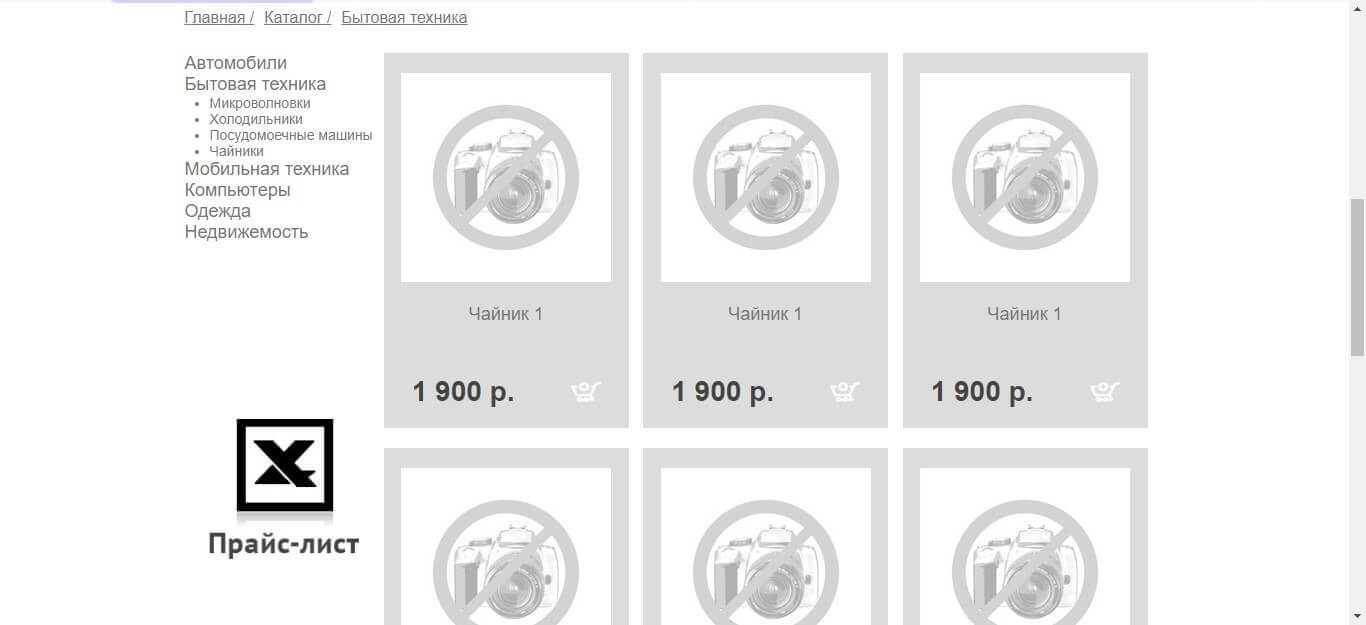 Главная / Каталог / Бытовая техника
Автомобили
Бытовая техника
Микроволновки
Холодильники
Посудомоечные машины
Чайники
Мобильная техника
Компьютеры
Одежда
Недвижемость
Прайс-лист
Чайник 1
1 900 р.
Чайник 1
1 900 р.
Чайник 1
1 900 р.